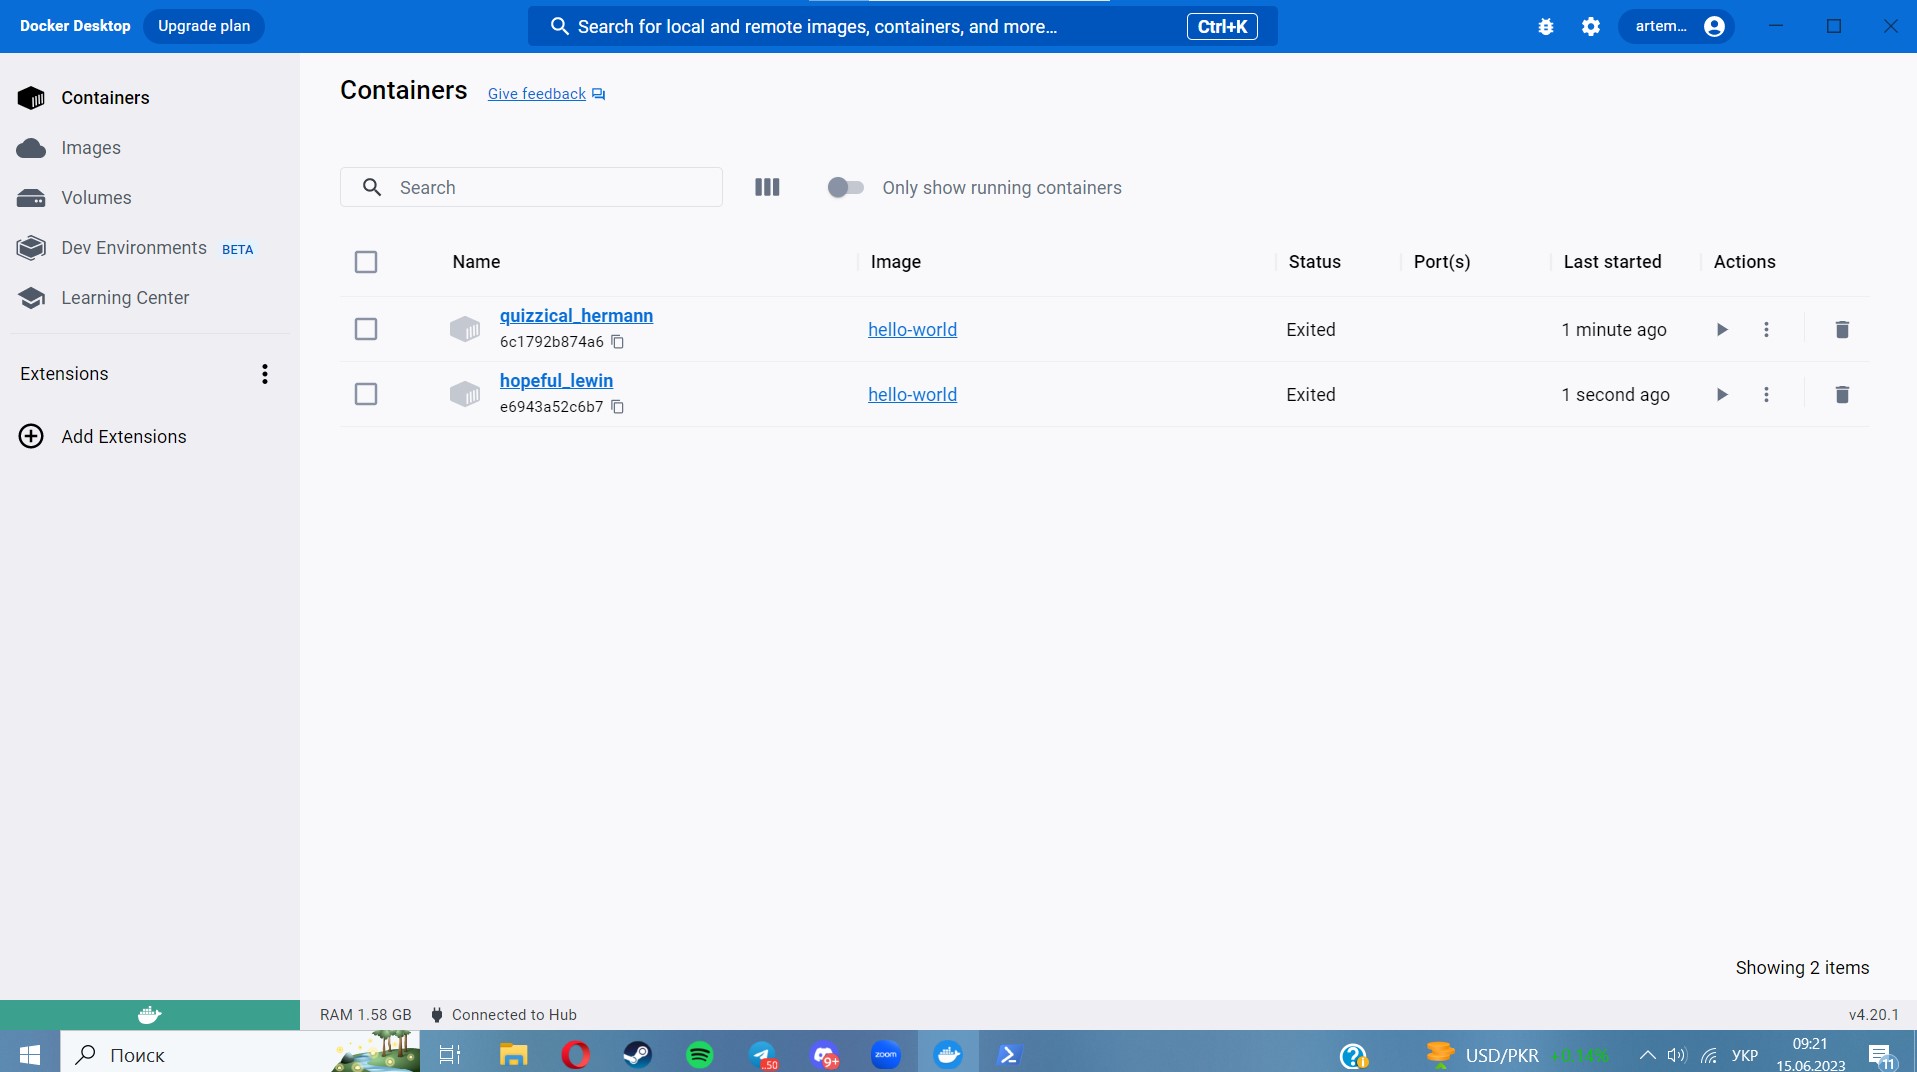 Docker Desktop Upgrade plan Search for local and remote images, containers, and more... Ctrl+K artem...
Containers
Images
Volumes
Dev Environments BETA
Learning Center
Extensions
Add Extensions
Containers Give feedback
Search Only show running containers
Name Image Status Port(s) Last started Actions
quizzical_hermann hello-world Exited 1 minute ago
6c1792b874a6
hopeful_lewin hello-world Exited 1 second ago
e6943a52c6b7
Showing 2 items
RAM 1.58 GB Connected to Hub v4.20.1
Поиск .50 9+ zoom USD/PKR +0.14% УКР 09:21
15.06.2023 11